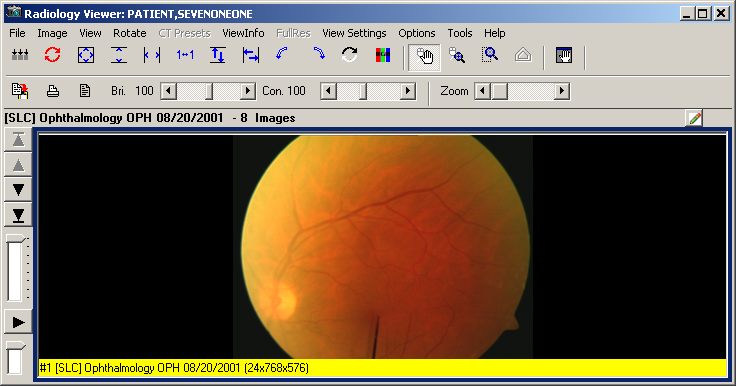 Radiology Viewer: PATIENT,SEVENONEONE
File Image View Rotate CT Presets ViewInfo FullRes View Settings Options Tools Help
1:1
Bri. 100 Con. 100 Zoom
[SLC] Ophthalmology OPH 08/20/2001 - 8 Images
#1 [SLC] Ophthalmology OPH 08/20/2001 (24x768x576)